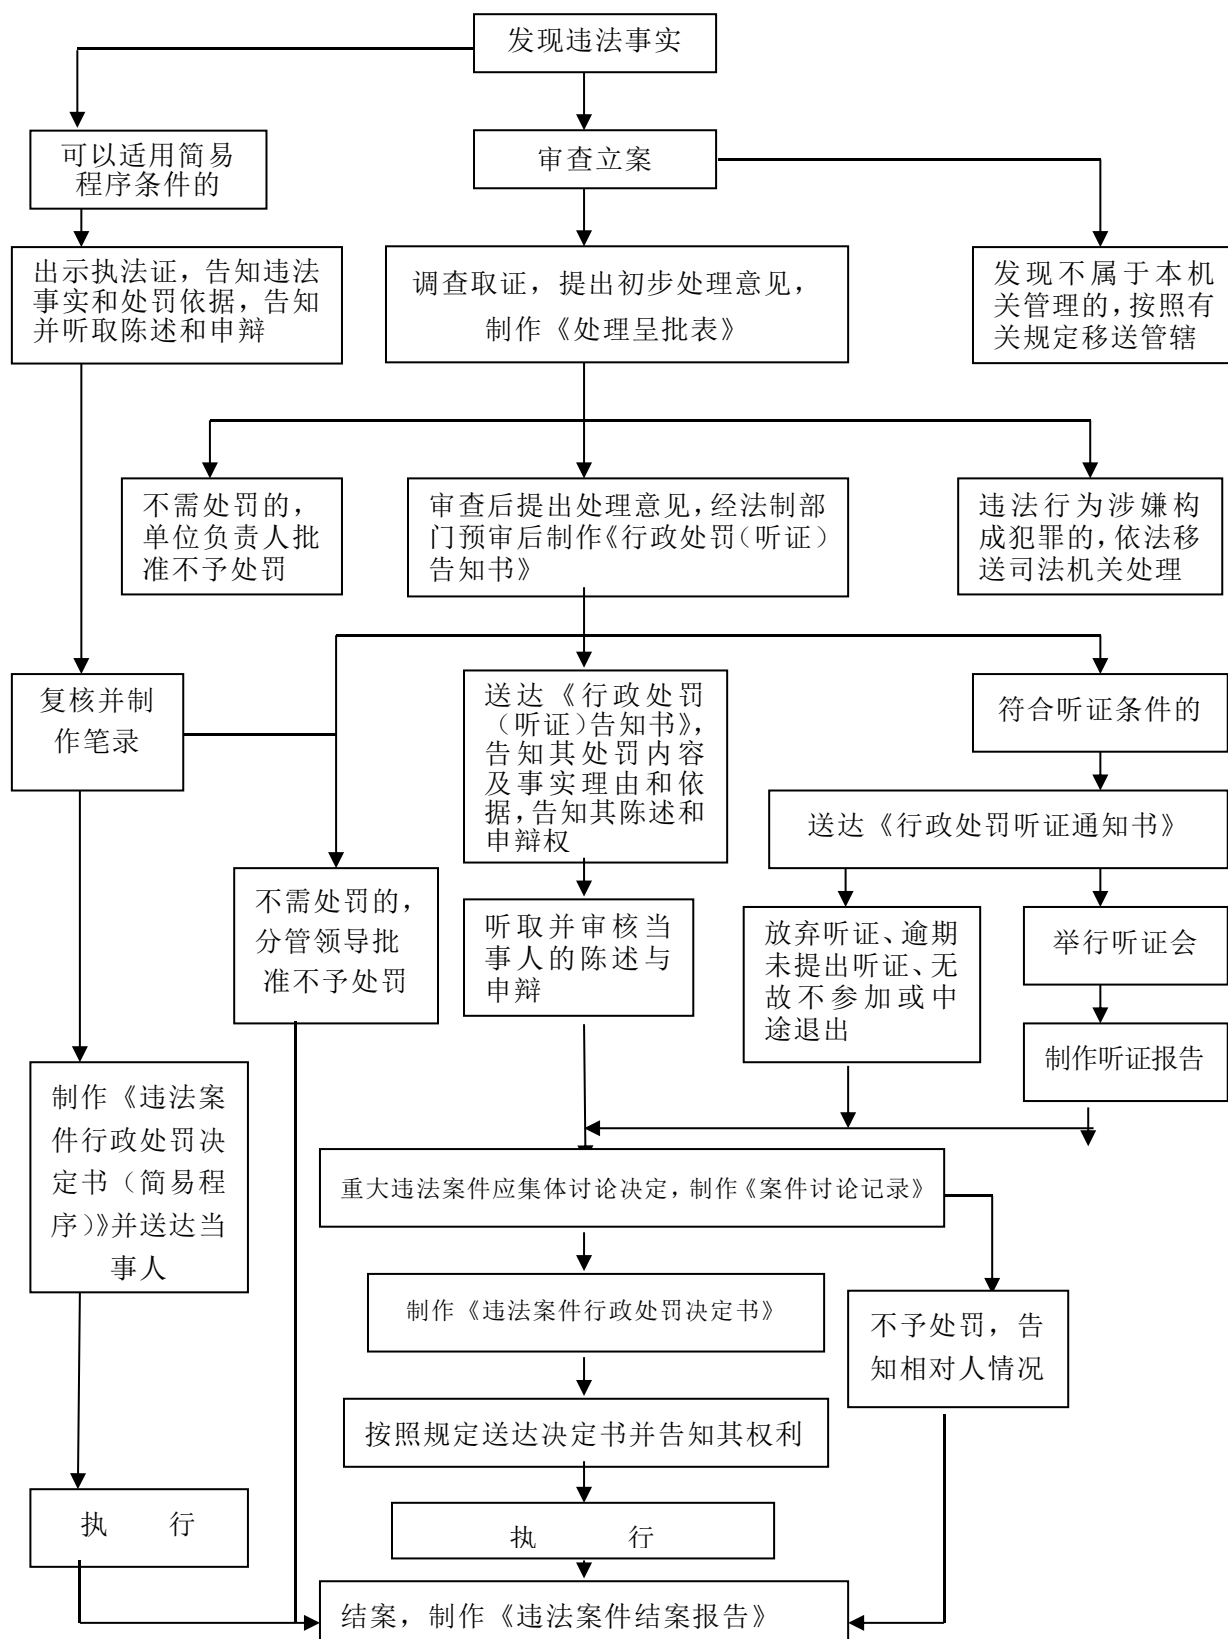 发现违法事实
可以适用简易
程序条件的
审查立案
出示执法证，告知违法
事实和处罚依据，告知
并听取陈述和申辩
调查取证，提出初步处理意见，
制作《处理呈批表》
发现不属于本机
关管理的，按照有
关规定移送管辖
不需处罚的，
单位负责人批
准不予处罚
审查后提出处理意见，经法制部
门预审后制作《行政处罚（听证）
告知书》
违法行为涉嫌构
成犯罪的，依法移
送司法机关处理
复核并制
作笔录
送达《行政处罚
（听证）告知书》，
告知其处罚内容
及事实理由和依
据，告知其陈述和
申辩权
符合听证条件的
送达《行政处罚听证通知书》
不需处罚的，
分管领导批
准不予处罚
听取并审核当
事人的陈述与
申辩
放弃听证、逾期
未提出听证、无
故不参加或中
途退出
举行听证会
制作听证报告
制作《违法案
件行政处罚决
定书（简易程
序）》并送达当
事人
重大违法案件应集体讨论决定，制作《案件讨论记录》
制作《违法案件行政处罚决定书》
不予处罚，告
知相对人情况
按照规定送达决定书并告知其权利
执 行
执 行
结案，制作《违法案件结案报告》